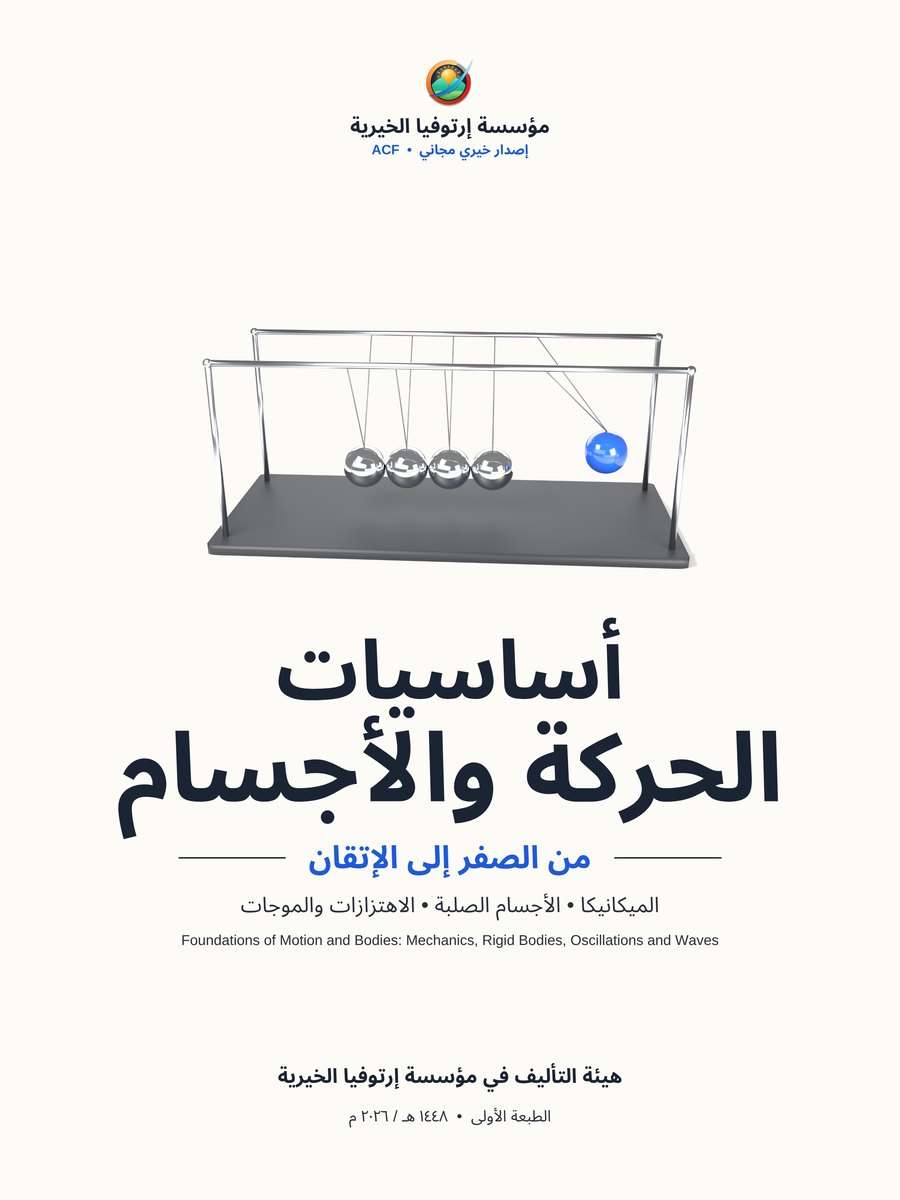 مؤسسة إرتوفيا الخيرية
إصدار خيري مجاني • ACF
أساسيات
الحركة والأجسام
من الصفر إلى الإتقان
الميكانيكا • الأجسام الصلبة • الاهتزازات والموجات
Foundations of Motion and Bodies: Mechanics, Rigid Bodies, Oscillations and Waves
هيئة التأليف في مؤسسة إرتوفيا الخيرية
الطبعة الأولى • ١٤٤٨ هـ / ٢٠٢٦ م